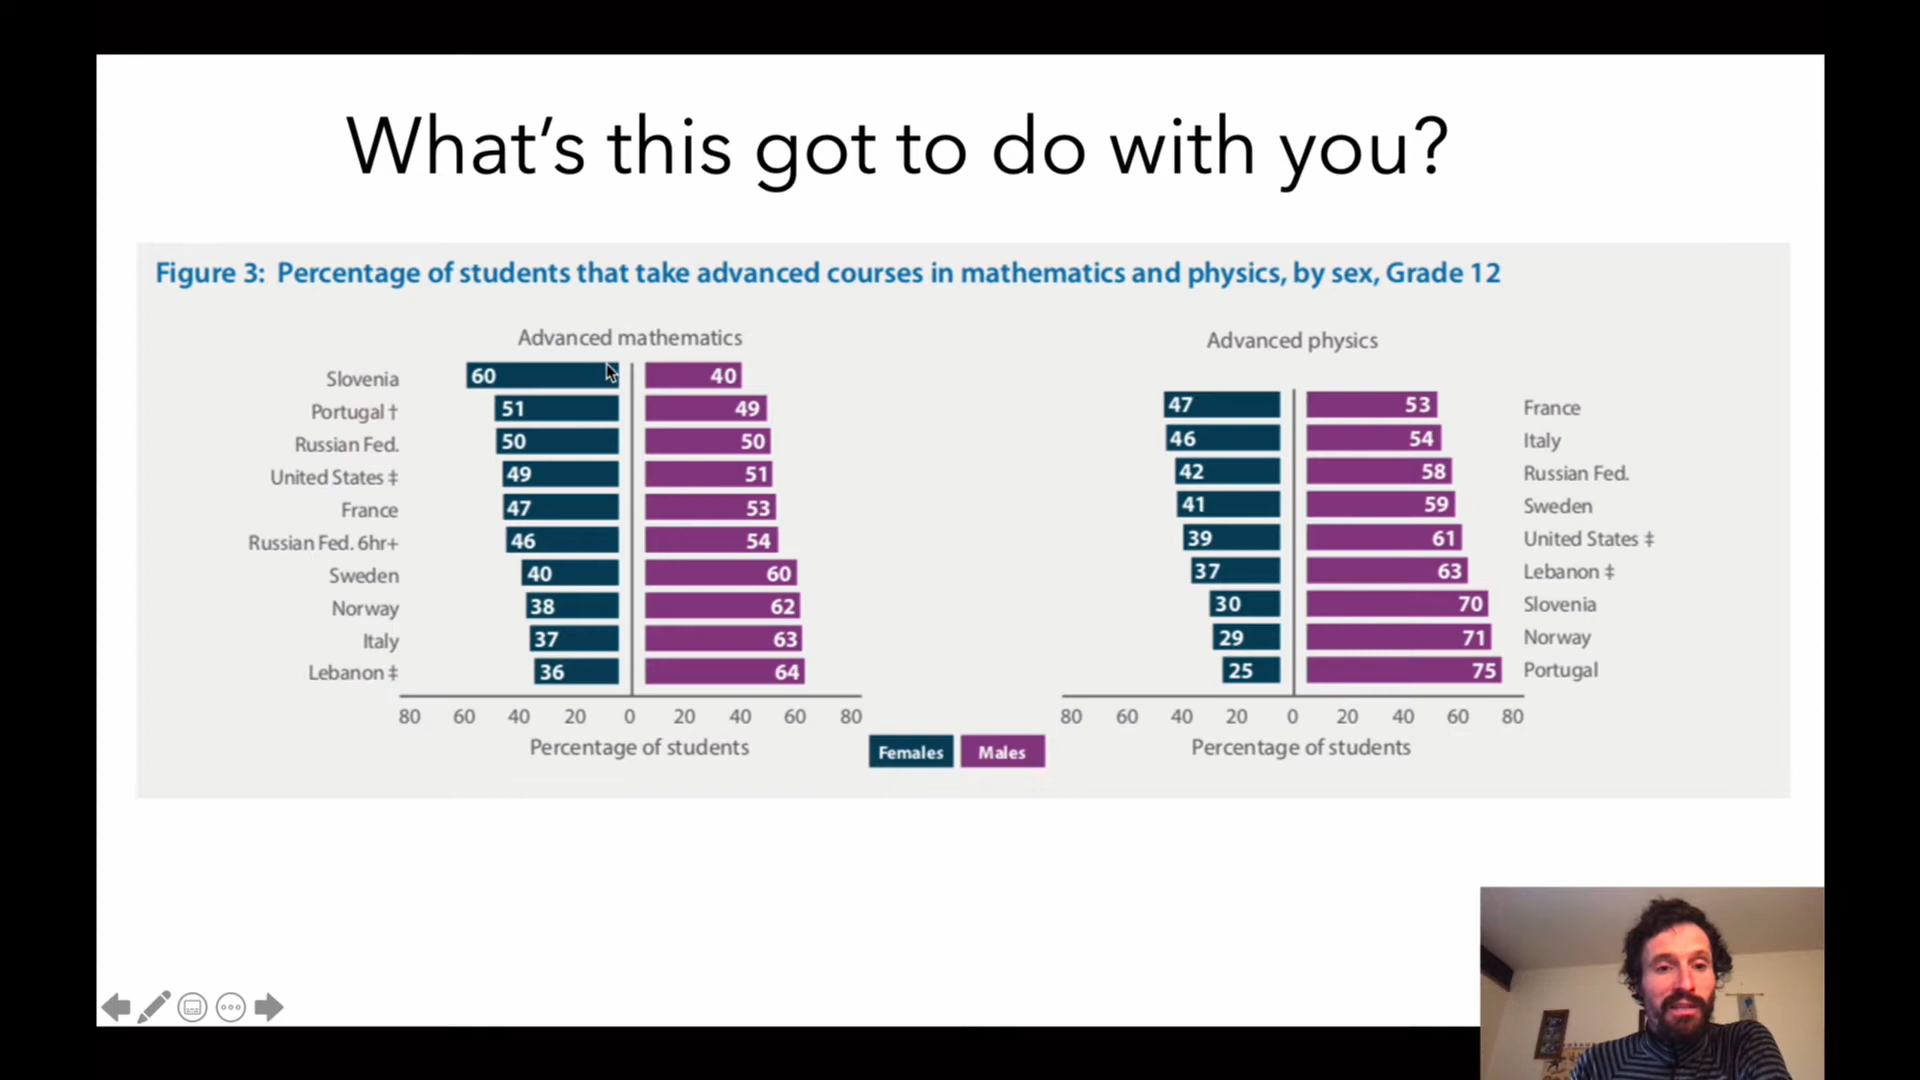 What's this got to do with you?
Figure 3: Percentage of students that take advanced courses in mathematics and physics, by sex, Grade 12
Advanced mathematics
Slovenia 60 40
Portugal † 51 49
Russian Fed. 50 50
United States ‡ 49 51
France 47 53
Russian Fed. 6hr+ 46 54
Sweden 40 60
Norway 38 62
Italy 37 63
Lebanon ‡ 36 64
80 60 40 20 0 20 40 60 80
Percentage of students
Advanced physics
47 53 France
46 54 Italy
42 58 Russian Fed.
41 59 Sweden
39 61 United States ‡
37 63 Lebanon ‡
30 70 Slovenia
29 71 Norway
25 75 Portugal
80 60 40 20 0 20 40 60 80
Percentage of students
Females Males